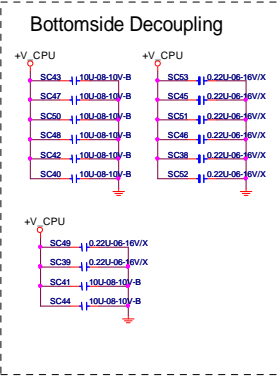 Bottomside Decoupling
+V_CPU
SC43 10U-08-10V-B
SC47 10U-08-10V-B
SC50 10U-08-10V-B
SC48 10U-08-10V-B
SC42 10U-08-10V-B
SC40 10U-08-10V-B
+V_CPU
SC53 0.22U-06-16V/X
SC45 0.22U-06-16V/X
SC51 0.22U-06-16V/X
SC46 0.22U-06-16V/X
SC38 0.22U-06-16V/X
SC52 0.22U-06-16V/X
+V_CPU
SC49 0.22U-06-16V/X
SC39 0.22U-06-16V/X
SC41 10U-08-10V-B
SC44 10U-08-10V-B